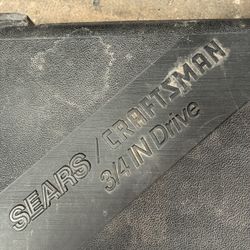 SEARS / CRAFTSMAN
3/4 IN Drive